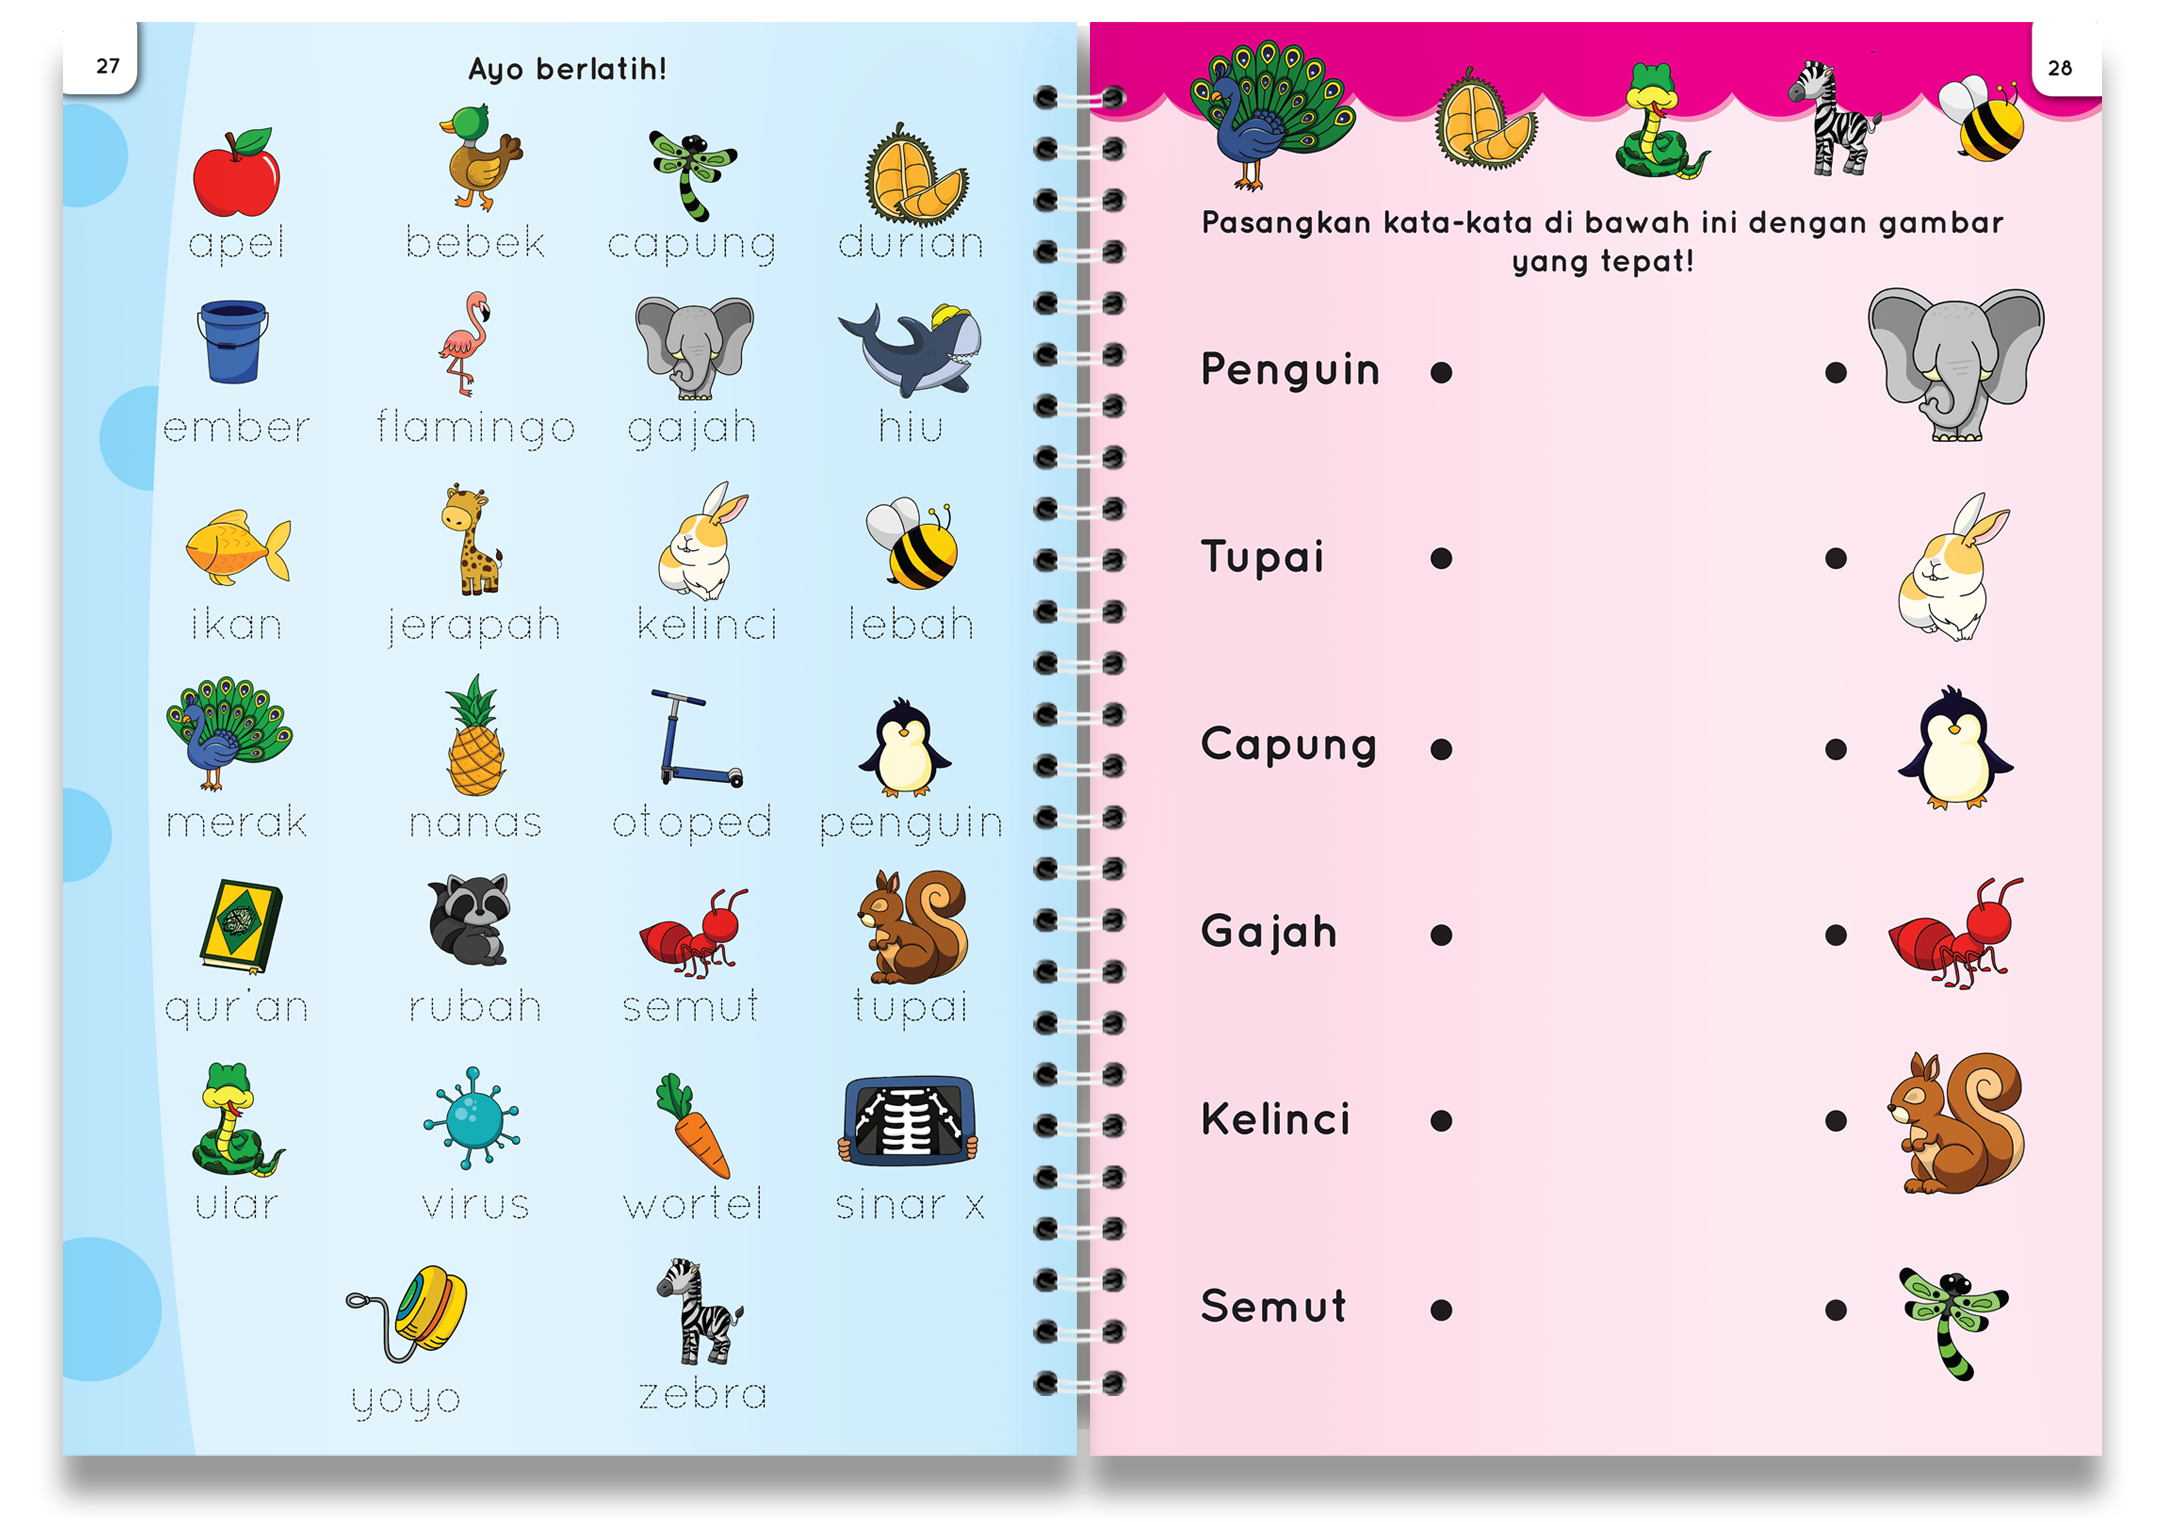 27
Ayo berlatih!
apel bebek capung durian
ember flamingo gajah hiu
ikan jerapah kelinci lebah
merak nanas otoped penguin
qur'an rubah semut tupai
ular virus wortel sinar x
yoyo zebra
28
Pasangkan kata-kata di bawah ini dengan gambar
yang tepat!
Penguin
Tupai
Capung
Gajah
Kelinci
Semut